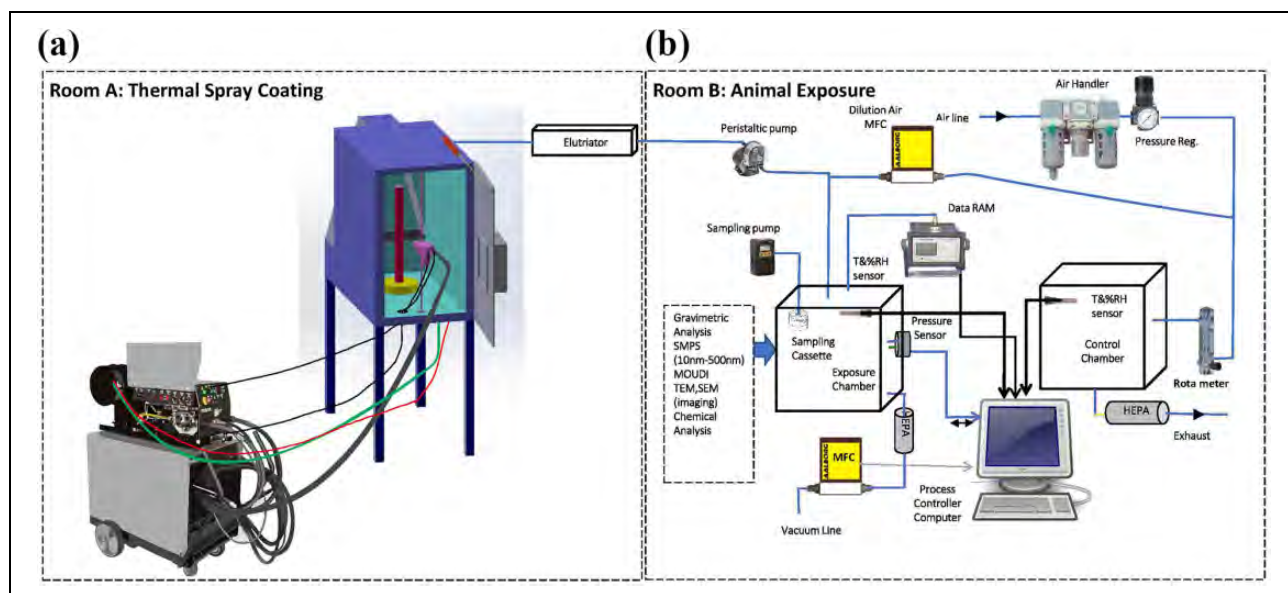 (a)
(b)
Room A: Thermal Spray Coating
Elutriator
Room B: Animal Exposure
Air Handler
Dilution Air
MFC
Air line
Peristaltic pump
AALBORG
Pressure Reg.
Data RAM
Sampling pump
T&%RH
sensor
Gravimetric
Analysis
SMPS
(10nm-500nm)
MOUDI
TEM,SEM
(imaging)
Chemical
Analysis
Sampling
Cassette
Exposure
Chamber
Pressure
Sensor
T&%RH
sensor
Control
Chamber
Rota meter
HEPA
Exhaust
HEPA
AALBORG
MFC
Vacuum Line
Process
Controller
Computer